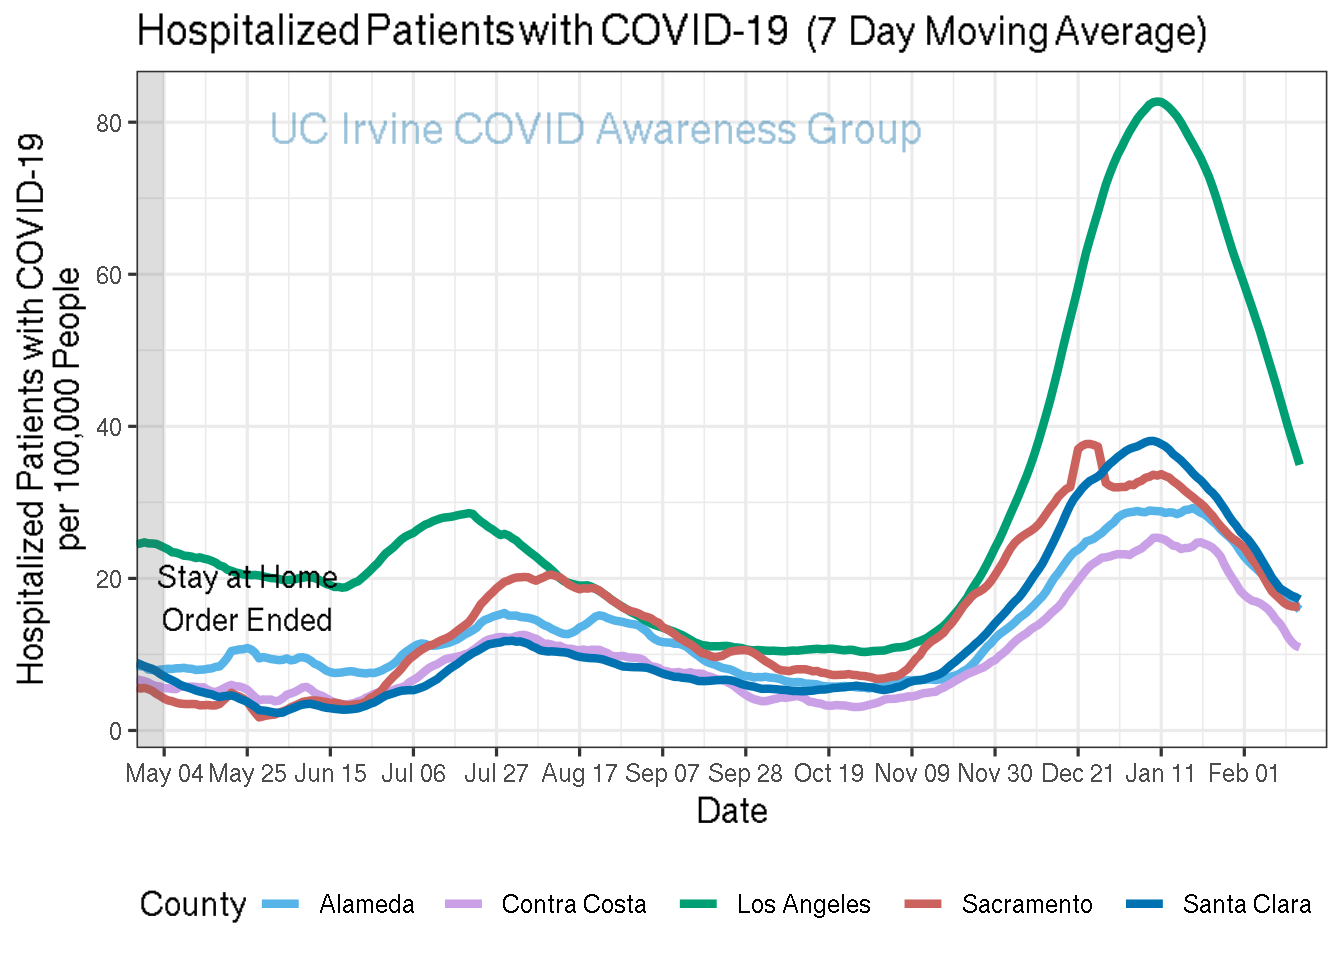 Hospitalized Patients with COVID-19 (7 Day Moving Average)
UC Irvine COVID Awareness Group
Hospitalized Patients with COVID-19
per 100,000 People
80
60
40
20
0
Stay at Home
Order Ended
May 04 May 25 Jun 15 Jul 06 Jul 27 Aug 17 Sep 07 Sep 28 Oct 19 Nov 09 Nov 30 Dec 21 Jan 11 Feb 01
Date
County Alameda Contra Costa Los Angeles Sacramento Santa Clara